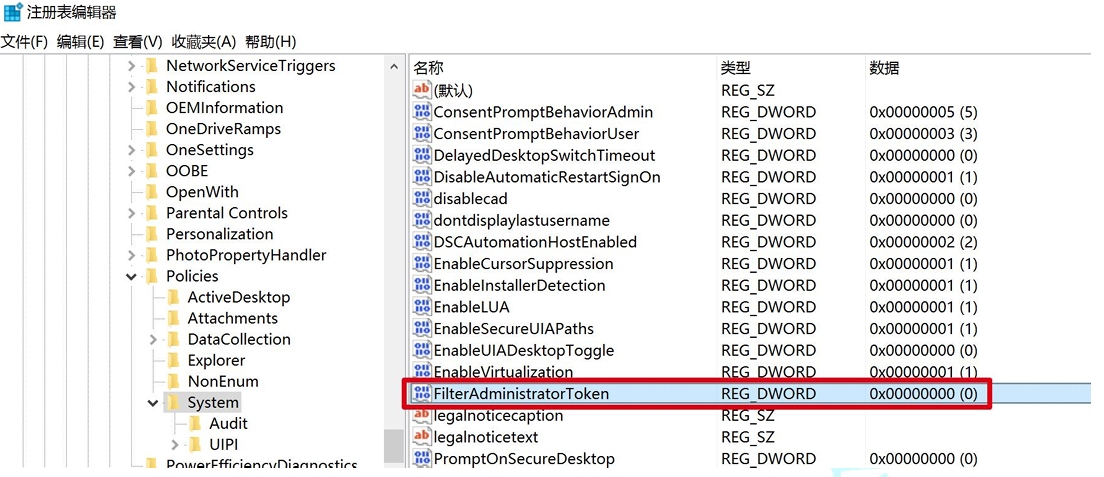 注册表编辑器
文件(F) 编辑(E) 查看(V) 收藏夹(A) 帮助(H)
NetworkServiceTriggers
Notifications
OEMInformation
OneDriveRamps
OneSettings
OOBE
OpenWith
Parental Controls
Personalization
PhotoPropertyHandler
Policies
ActiveDesktop
Attachments
DataCollection
Explorer
NonEnum
System
Audit
UIPI
PowerEfficiencyDiagnostics
名称 类型 数据
(默认) REG_SZ
ConsentPromptBehaviorAdmin REG_DWORD 0x00000005 (5)
ConsentPromptBehaviorUser REG_DWORD 0x00000003 (3)
DelayedDesktopSwitchTimeout REG_DWORD 0x00000000 (0)
DisableAutomaticRestartSignOn REG_DWORD 0x00000001 (1)
disablecad REG_DWORD 0x00000000 (0)
dontdisplaylastusername REG_DWORD 0x00000000 (0)
DSCAutomationHostEnabled REG_DWORD 0x00000002 (2)
EnableCursorSuppression REG_DWORD 0x00000001 (1)
EnableInstallerDetection REG_DWORD 0x00000001 (1)
EnableLUA REG_DWORD 0x00000001 (1)
EnableSecureUIAPaths REG_DWORD 0x00000001 (1)
EnableUIADesktopToggle REG_DWORD 0x00000000 (0)
EnableVirtualization REG_DWORD 0x00000001 (1)
FilterAdministratorToken REG_DWORD 0x00000000 (0)
legalnoticecaption REG_SZ
legalnoticetext REG_SZ
PromptOnSecureDesktop REG_DWORD 0x00000000 (0)